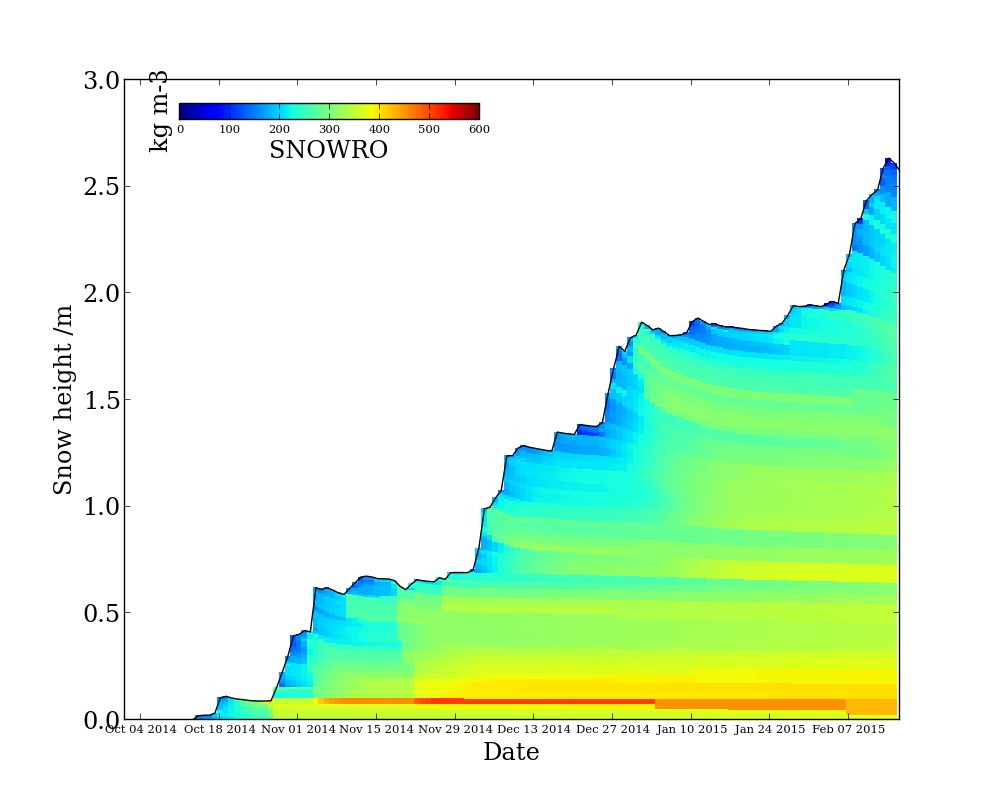 3.0
kg m-3
0 100 200 300 400 500 600
SNOWRO
2.5
2.0
Snow height /m
1.5
1.0
0.5
0.0
Oct 04 2014 Oct 18 2014 Nov 01 2014 Nov 15 2014 Nov 29 2014 Dec 13 2014 Dec 27 2014 Jan 10 2015 Jan 24 2015 Feb 07 2015
Date